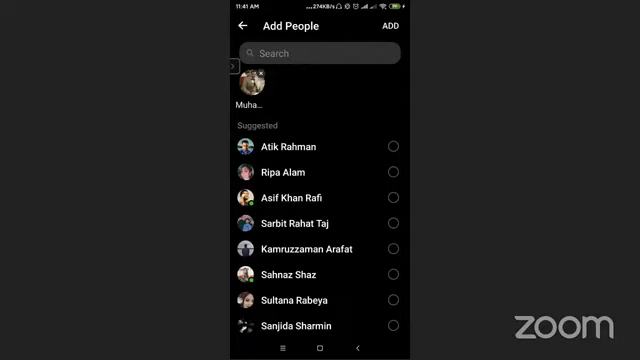 11:41 AM ...274KB/s
Add People ADD
Search
Muha...
Suggested
Atik Rahman
Ripa Alam
Asif Khan Rafi
Sarbit Rahat Taj
Kamruzzaman Arafat
Sahnaz Shaz
Sultana Rabeya
Sanjida Sharmin
zoom